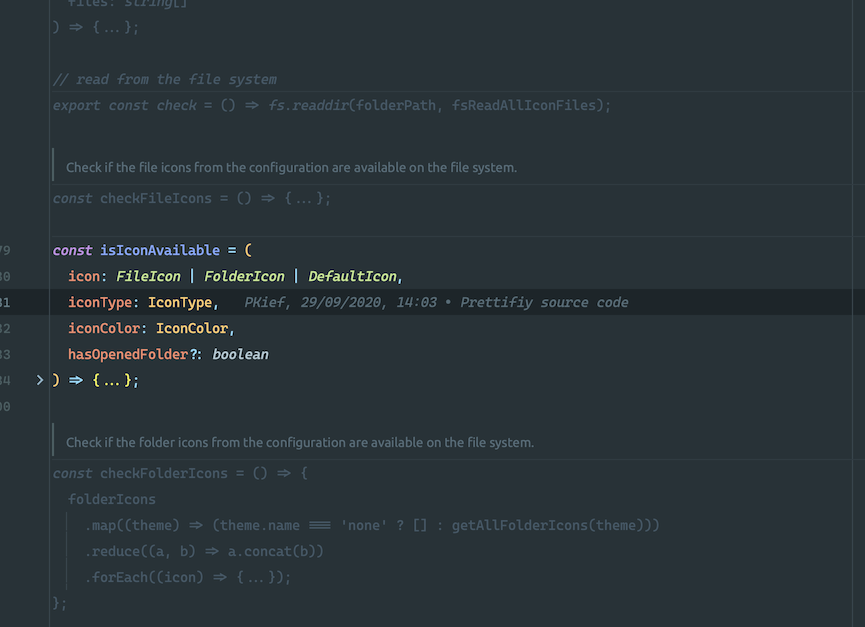 files: string[]
) => {...};
// read from the file system
export const check = () => fs.readdir(folderPath, fsReadAllIconFiles);
Check if the file icons from the configuration are available on the file system.
const checkFileIcons = () => {...};
79 const isIconAvailable = (
80 icon: FileIcon | FolderIcon | DefaultIcon,
81 iconType: IconType, PKief, 29/09/2020, 14:03 • Prettifiy source code
82 iconColor: IconColor,
83 hasOpenedFolder?: boolean
84 ) => {...};
90
Check if the folder icons from the configuration are available on the file system.
const checkFolderIcons = () => {
folderIcons
.map((theme) => (theme.name === 'none' ? [] : getAllFolderIcons(theme)))
.reduce((a, b) => a.concat(b))
.forEach((icon) => {...});
};